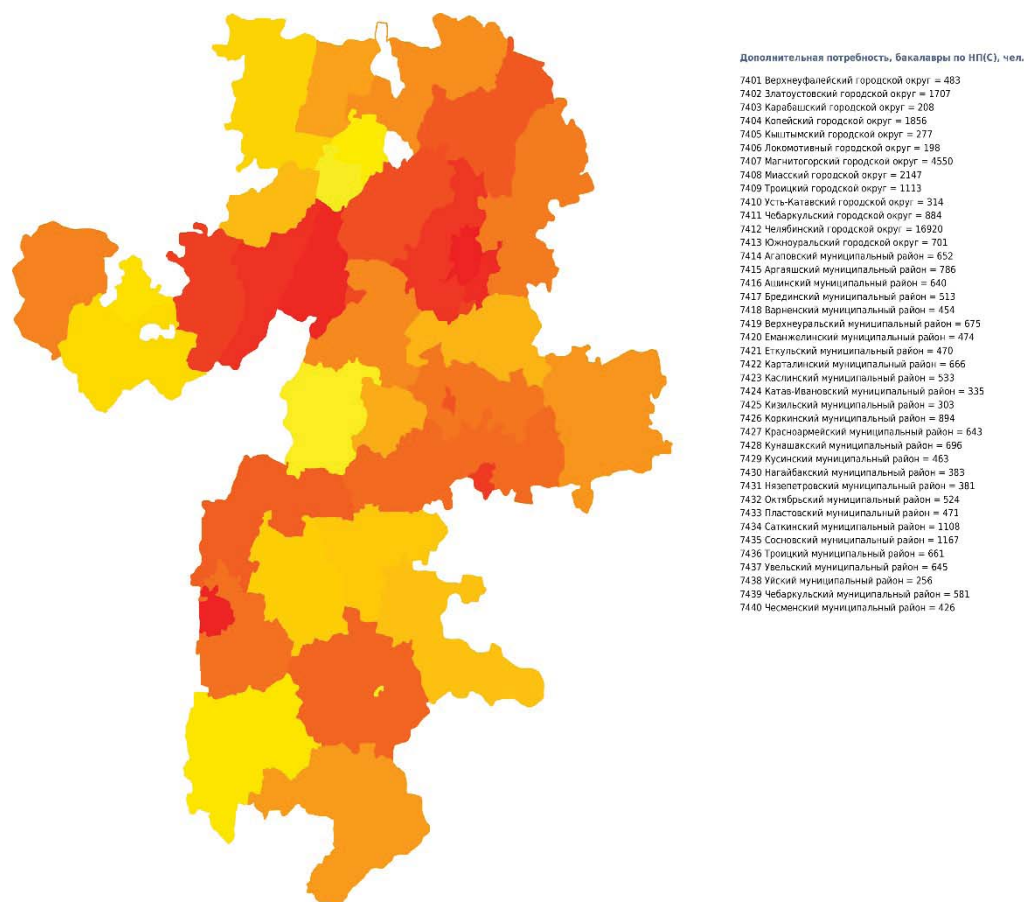 Дополнительная потребность, бакалавры по НП(С), чел.
7401 Верхнеуфалейский городской округ = 483
7402 Златоустовский городской округ = 1707
7403 Карабашский городской округ = 208
7404 Копейский городской округ = 1856
7405 Кыштымский городской округ = 277
7406 Локомотивный городской округ = 198
7407 Магнитогорский городской округ = 4550
7408 Миасский городской округ = 2147
7409 Троицкий городской округ = 1113
7410 Усть-Катавский городской округ = 314
7411 Чебаркульский городской округ = 884
7412 Челябинский городской округ = 16920
7413 Южноуральский городской округ = 701
7414 Агаповский муниципальный район = 652
7415 Аргаяшский муниципальный район = 786
7416 Ашинский муниципальный район = 640
7417 Брединский муниципальный район = 513
7418 Варненский муниципальный район = 454
7419 Верхнеуральский муниципальный район = 675
7420 Еманжелинский муниципальный район = 474
7421 Еткульский муниципальный район = 470
7422 Карталинский муниципальный район = 666
7423 Каслинский муниципальный район = 533
7424 Катав-Ивановский муниципальный район = 335
7425 Кизильский муниципальный район = 303
7426 Коркинский муниципальный район = 894
7427 Красноармейский муниципальный район = 643
7428 Кунашакский муниципальный район = 696
7429 Кусинский муниципальный район = 463
7430 Нагайбакский муниципальный район = 383
7431 Нязепетровский муниципальный район = 381
7432 Октябрьский муниципальный район = 524
7433 Пластовский муниципальный район = 471
7434 Саткинский муниципальный район = 1108
7435 Сосновский муниципальный район = 1167
7436 Троицкий муниципальный район = 661
7437 Увельский муниципальный район = 645
7438 Уйский муниципальный район = 256
7439 Чебаркульский муниципальный район = 581
7440 Чесменский муниципальный район = 426